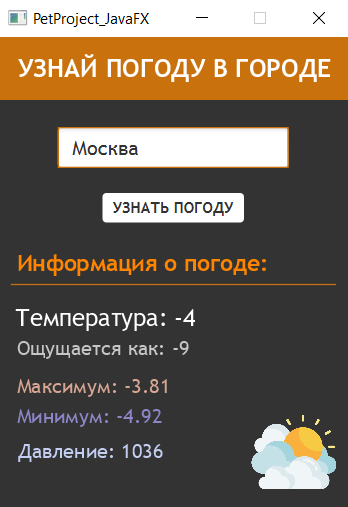 PetProject_JavaFX
УЗНАЙ ПОГОДУ В ГОРОДЕ
Москва
УЗНАТЬ ПОГОДУ
Информация о погоде:
Температура: -4
Ощущается как: -9
Максимум: -3.81
Минимум: -4.92
Давление: 1036